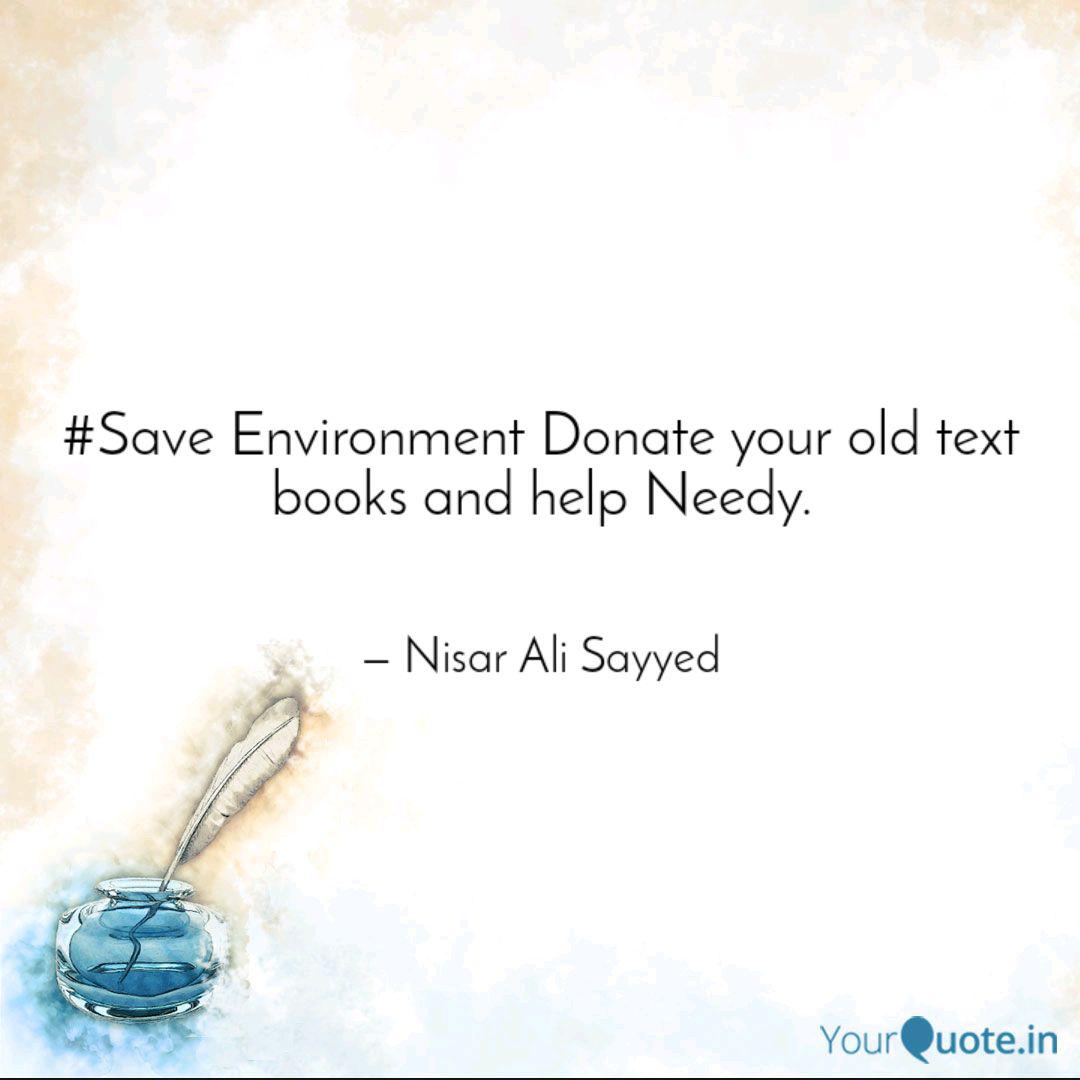 #Save Environment Donate your old text
books and help Needy.
– Nisar Ali Sayyed
YourQuote.in